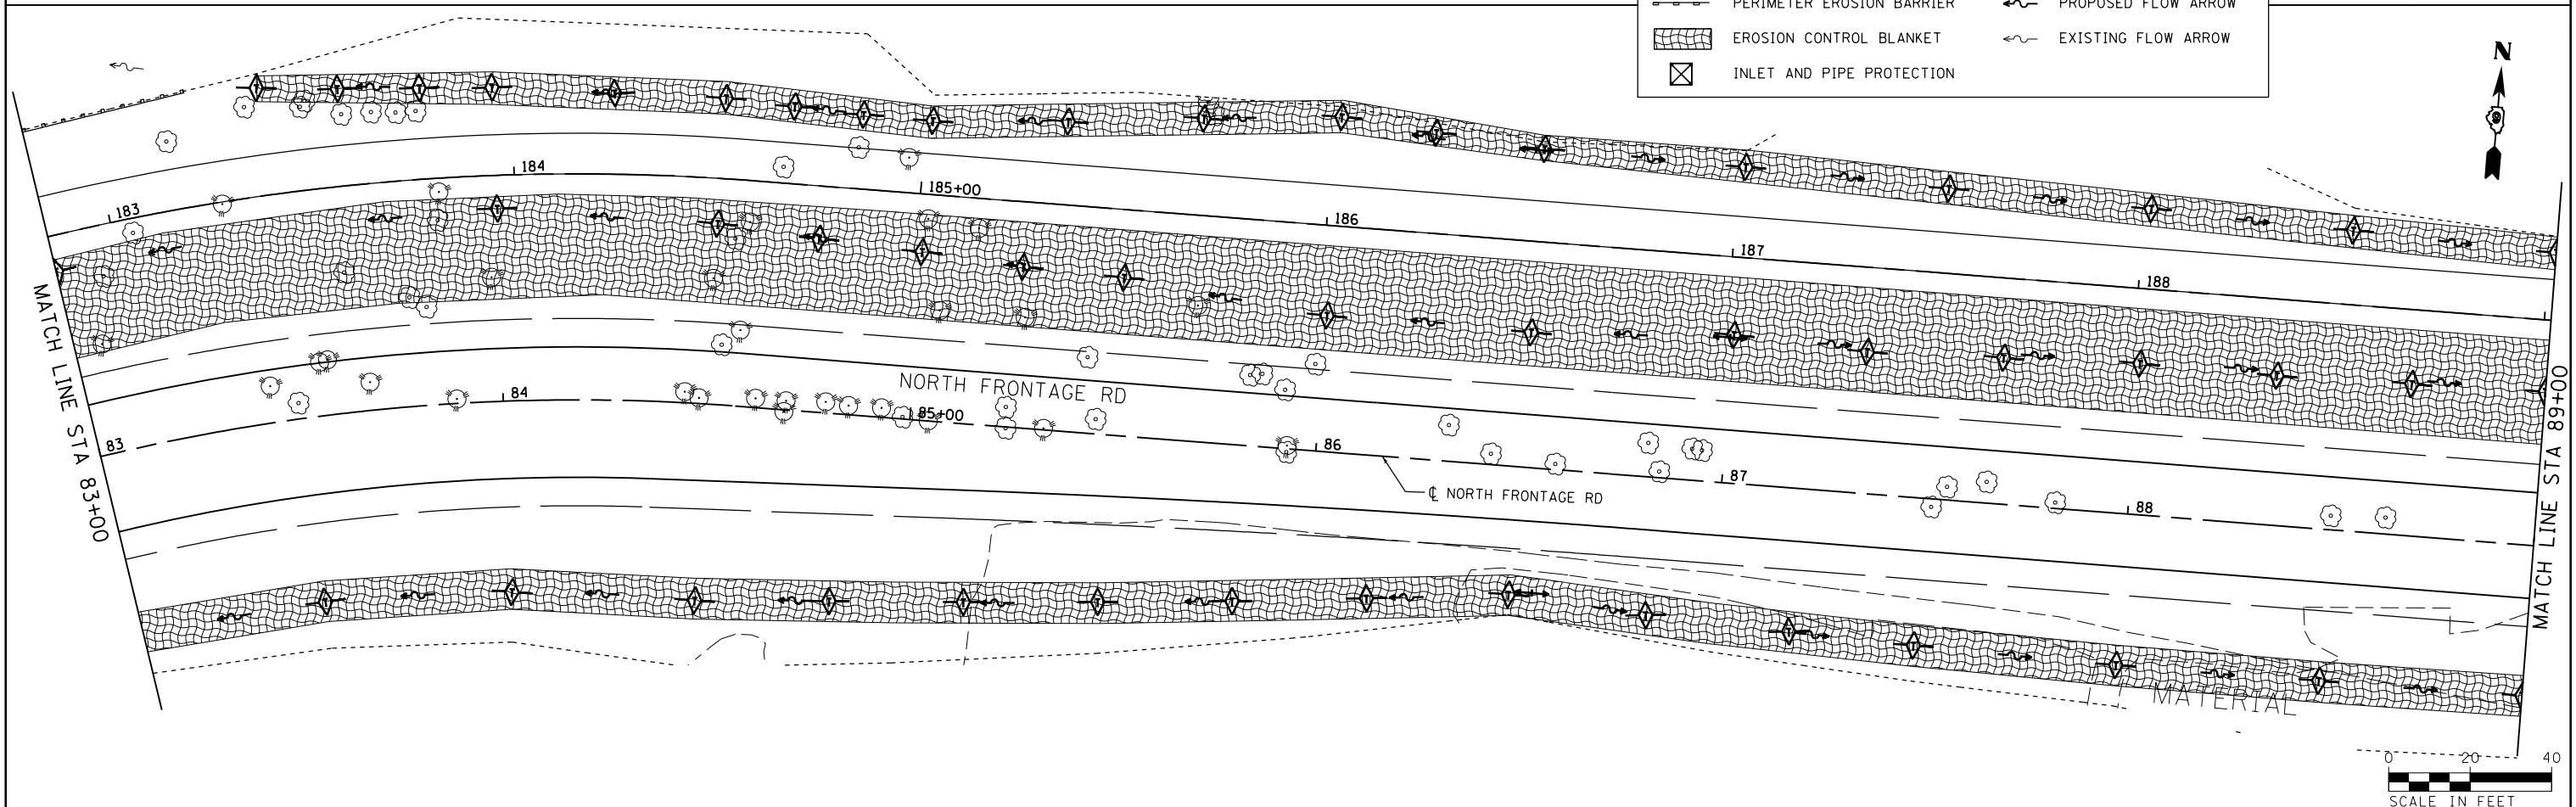 PERIMETER EROSION BARRIER
PROPOSED FLOW ARROW
EROSION CONTROL BLANKET
EXISTING FLOW ARROW
INLET AND PIPE PROTECTION
N
183
184
185+00
186
187
188
MATCH LINE STA 83+00
NORTH FRONTAGE RD
83
84
85+00
86
87
88
℄ NORTH FRONTAGE RD
MATCH LINE STA 89+00
MATERIAL
0 20 40
SCALE IN FEET